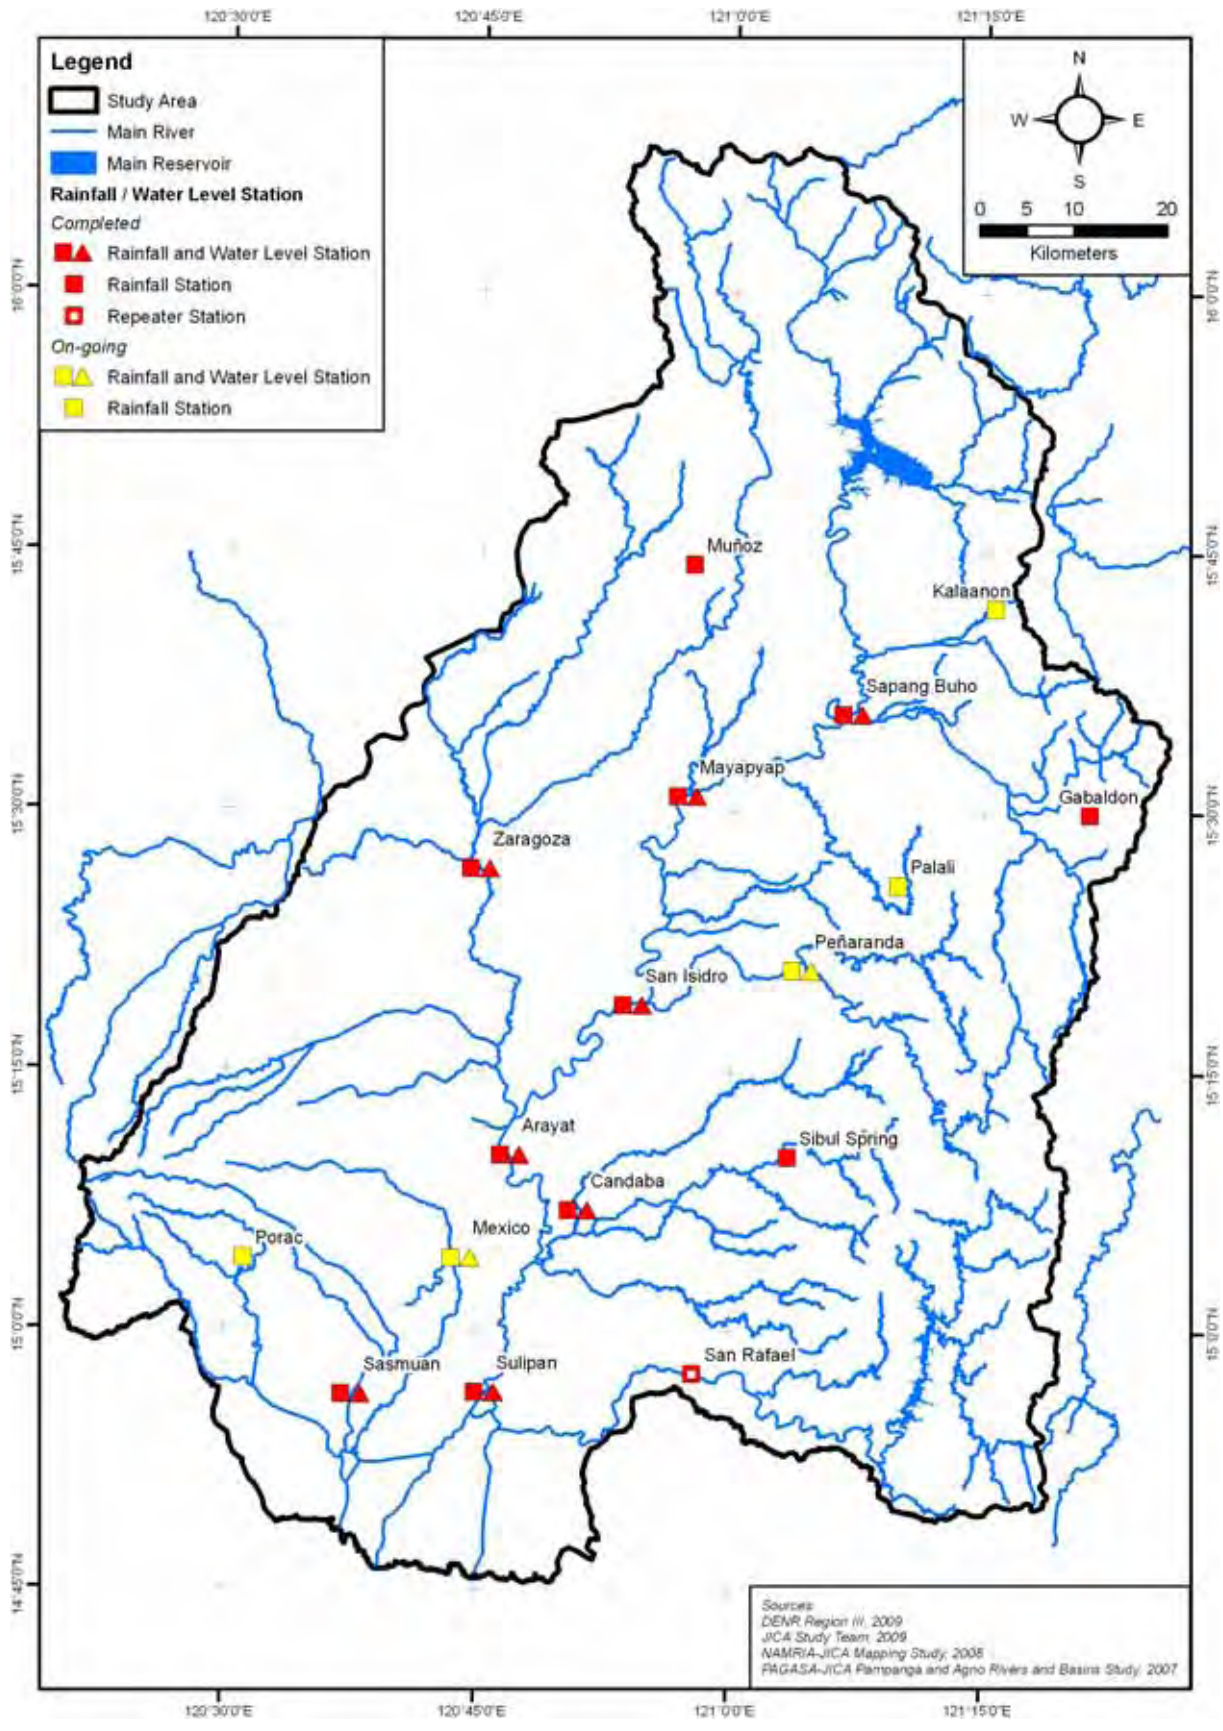 120°30'0"E
120°45'0"E
121°0'0"E
121°15'0"E
Legend
Study Area
Main River
Main Reservoir
Rainfall / Water Level Station
Completed
Rainfall and Water Level Station
Rainfall Station
Repeater Station
On-going
Rainfall and Water Level Station
Rainfall Station
N
W
E
S
0 5 10 20
Kilometers
16°0'0"N
16°0'0"N
15°45'0"N
15°45'0"N
Muñoz
Kalaanon
Sapang Buho
Mayapyap
15°30'0"N
15°30'0"N
Gabaldon
Zaragoza
Palali
Peñaranda
San Isidro
15°15'0"N
15°15'0"N
Arayat
Sibul Spring
Candaba
Mexico
Porac
15°0'0"N
15°0'0"N
San Rafael
Sasmuan
Sulipan
14°45'0"N
Sources:
DENR Region III, 2009
JICA Study Team, 2009
NAMRIA-JICA Mapping Study, 2008
PAGASA-JICA Pampanga and Agno Rivers and Basins Study, 2007
120°30'0"E
120°45'0"E
121°0'0"E
121°15'0"E